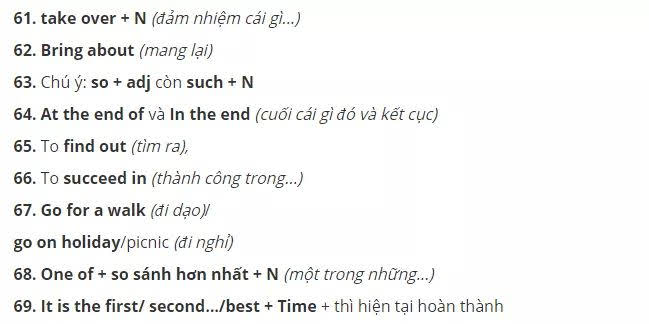 61. take over + N (đảm nhiệm cái gì...)
62. Bring about (mang lại)
63. Chú ý: so + adj còn such + N
64. At the end of và In the end (cuối cái gì đó và kết cục)
65. To find out (tìm ra),
66. To succeed in (thành công trong...)
67. Go for a walk (đi dạo)/
go on holiday/picnic (đi nghỉ)
68. One of + so sánh hơn nhất + N (một trong những...)
69. It is the first/ second.../best + Time + thì hiện tại hoàn thành